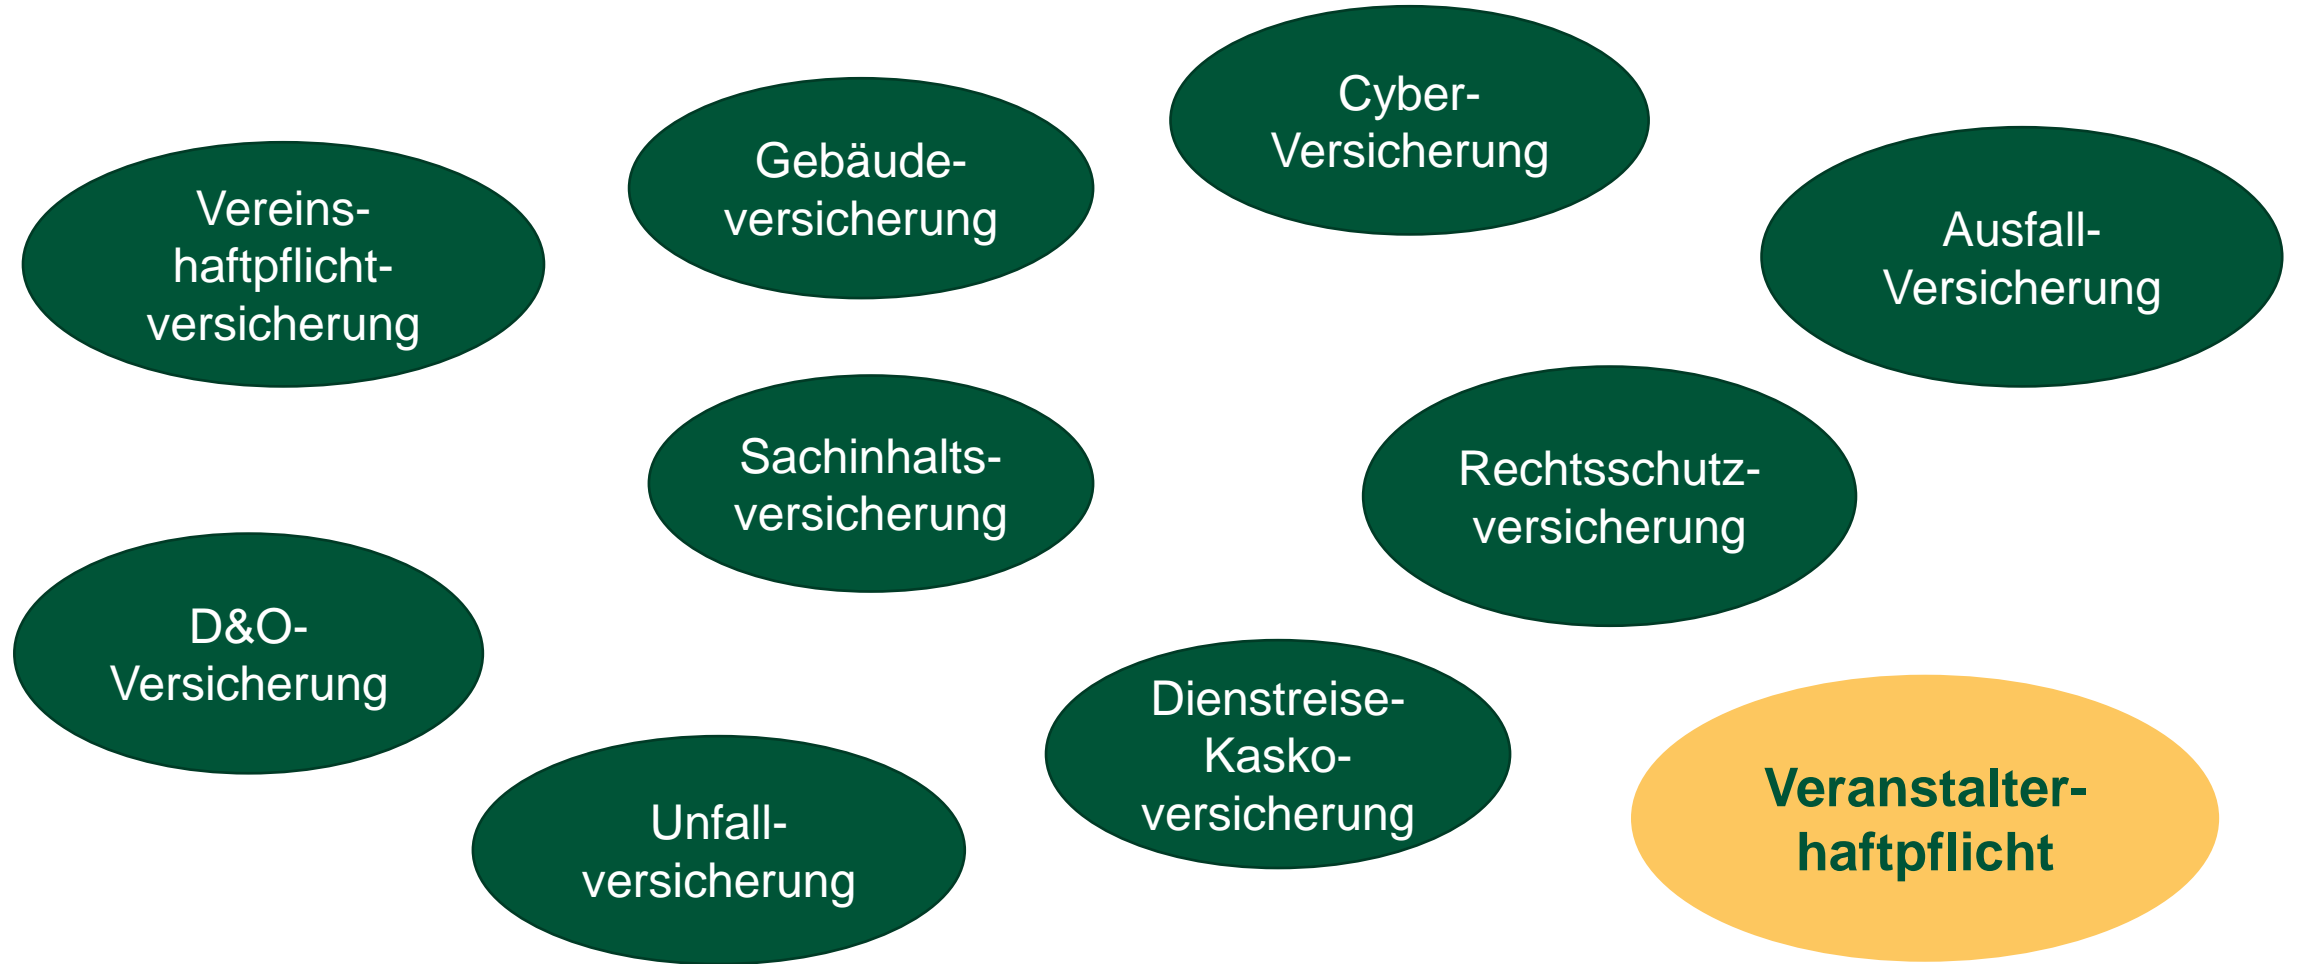 Cyber-
Versicherung
Gebäude-
versicherung
Vereins-
haftpflicht-
versicherung
Ausfall-
Versicherung
Sachinhalts-
versicherung
Rechtsschutz-
versicherung
D&O-
Versicherung
Dienstreise-
Kasko-
versicherung
Unfall-
versicherung
Veranstalter-
haftpflicht